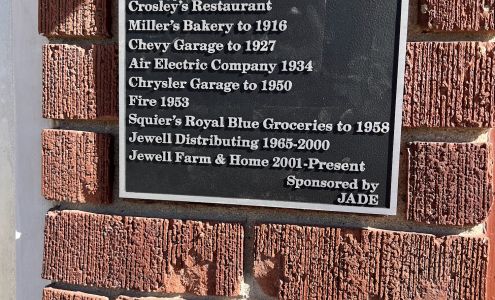 Crosley's Restaurant
Miller's Bakery to 1916
Chevy Garage to 1927
Air Electric Company 1934
Chrysler Garage to 1950
Fire 1953
Squier's Royal Blue Groceries to 1958
Jewell Distributing 1965-2000
Jewell Farm & Home 2001-Present
Sponsored by
JADE